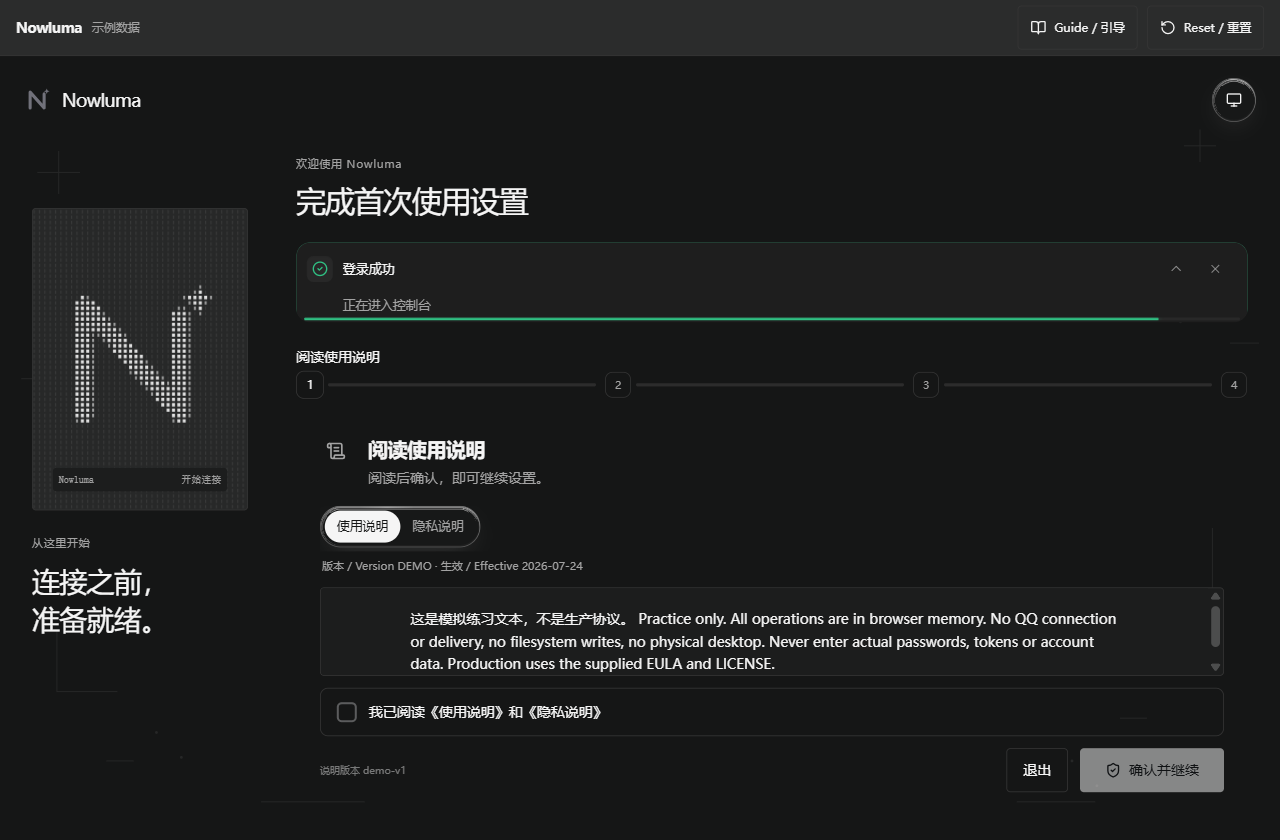 Nowluma 示例数据
Guide / 引导
Reset / 重置
Nowluma
欢迎使用 Nowluma
完成首次使用设置
登录成功
正在进入控制台
阅读使用说明
1
2
3
4
Nowluma
开始连接
从这里开始
连接之前，
准备就绪。
阅读使用说明
阅读后确认，即可继续设置。
使用说明
隐私说明
版本 / Version DEMO · 生效 / Effective 2026-07-24
这是模拟练习文本，不是生产协议。 Practice only. All operations are in browser memory. No QQ connection
or delivery, no filesystem writes, no physical desktop. Never enter actual passwords, tokens or account
data. Production uses the supplied EULA and LICENSE.
我已阅读《使用说明》和《隐私说明》
说明版本 demo-v1
退出
确认并继续